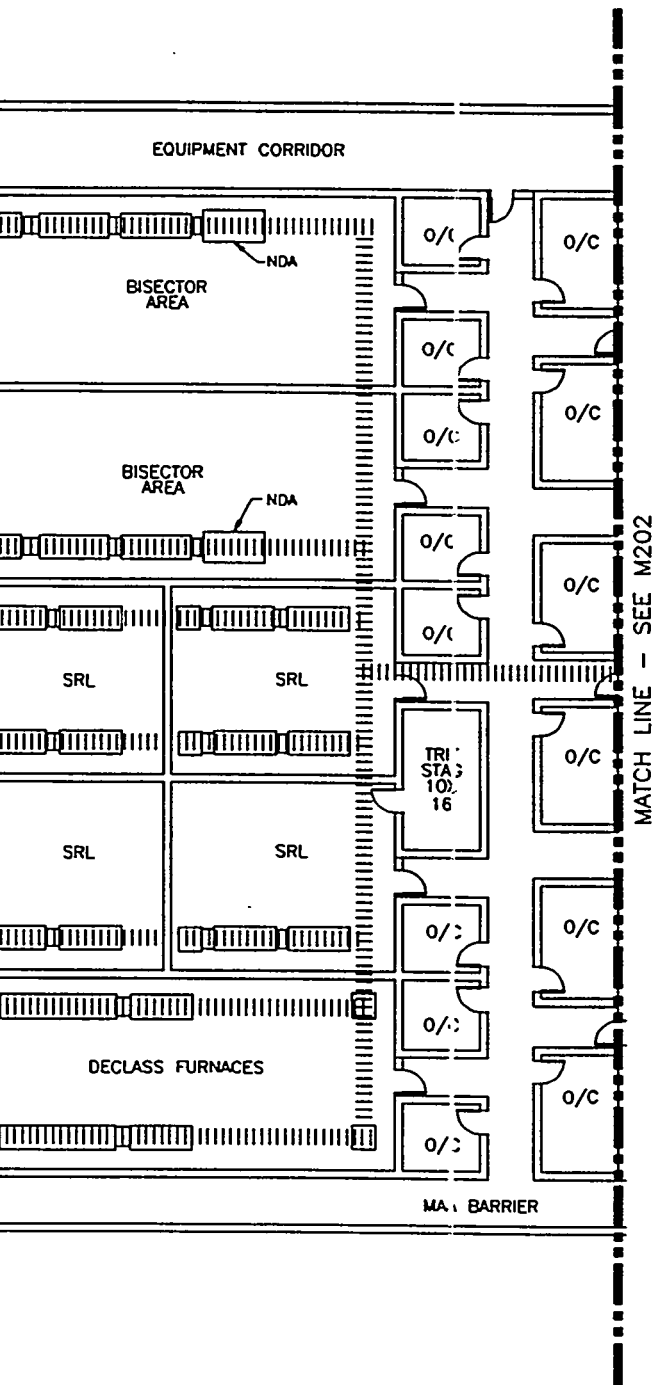 EQUIPMENT CORRIDOR
O/C
O/C
NDA
BISECTOR
AREA
O/C
O/C
O/C
BISECTOR
AREA
NDA
O/C
O/C
SRL
SRL
O/C
O/C
16
SRL
SRL
O/C
O/C
O/C
DECLASS FURNACES
O/C
O/C
BARRIER
MATCH LINE – SEE M202